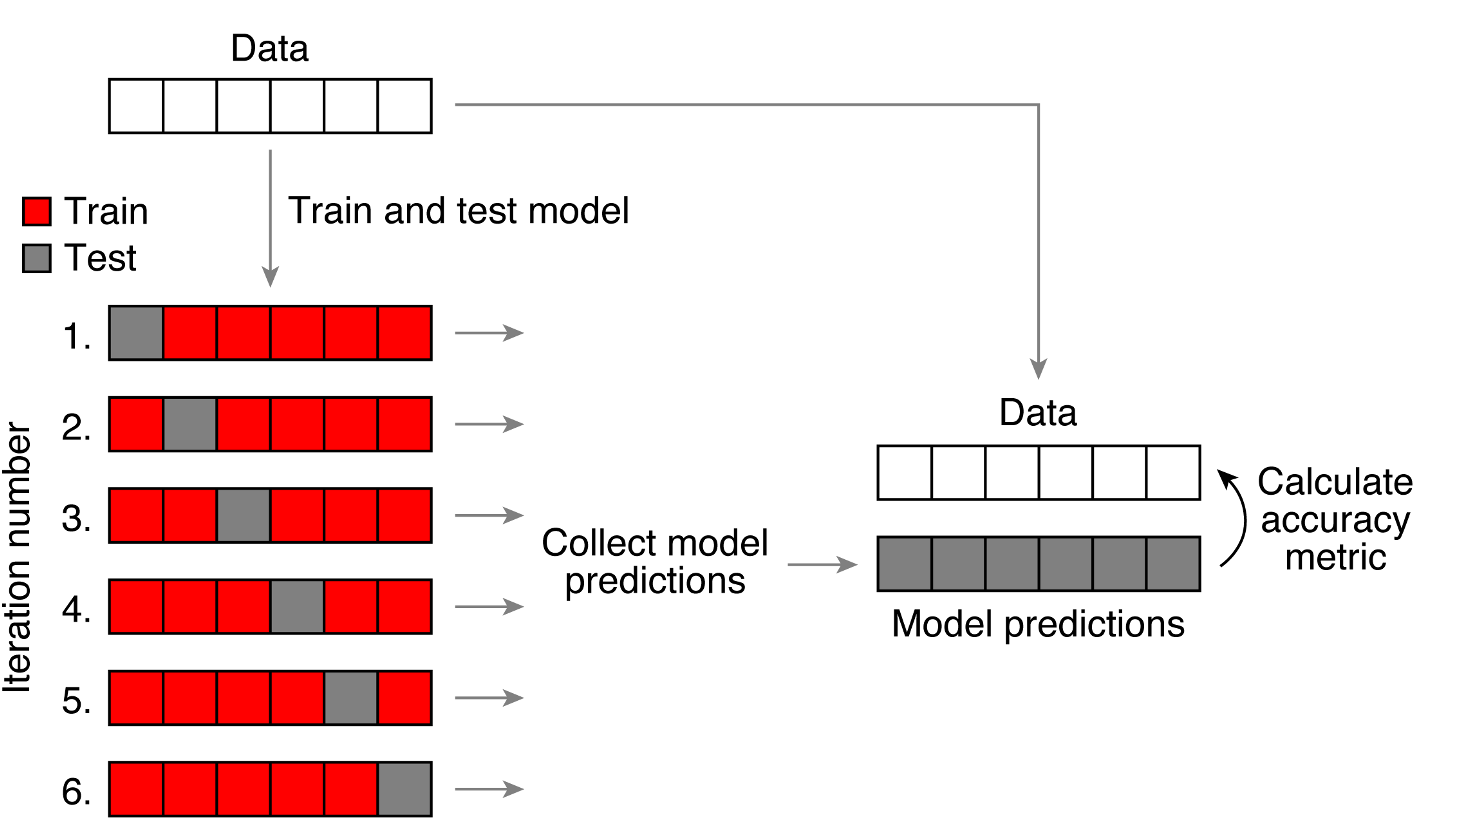 Data
Train
Test
Train and test model
Iteration number
1.
2.
3.
4.
5.
6.
Collect model
predictions
Data
Model predictions
Calculate
accuracy
metric